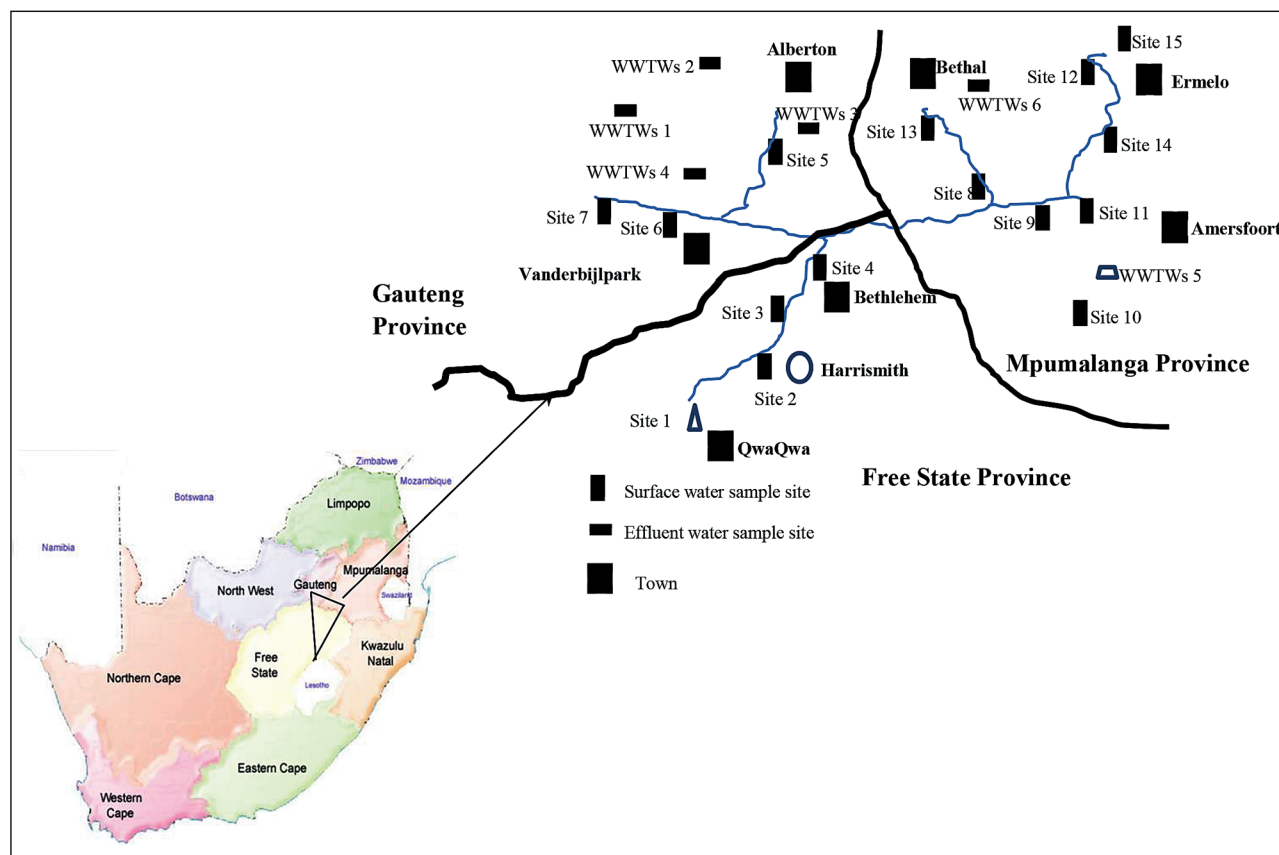 Site 15
Alberton
WWTWs 2
Bethal
Site 12
Ermelo
WWTWs 3
WWTWs 6
WWTWs 1
Site 13
Site 14
Site 5
WWTWs 4
Site 8
Site 7
Site 6
Site 9
Site 11
Amersfoort
Vanderbijlpark
Site 4
WWTWs 5
Gauteng
Province
Bethlehem
Site 3
Site 10
Mpumalanga Province
Harrismith
Site 2
Site 1
QwaQwa
Free State Province
Surface water sample site
Effluent water sample site
Town
Zimbabwe
Mozambique
Botswana
Limpopo
Namibia
Mpumalanga
Gauteng
North West
Swaziland
Kwazulu
Natal
Free
State
Northern Cape
Lesotho
Eastern Cape
Western
Cape